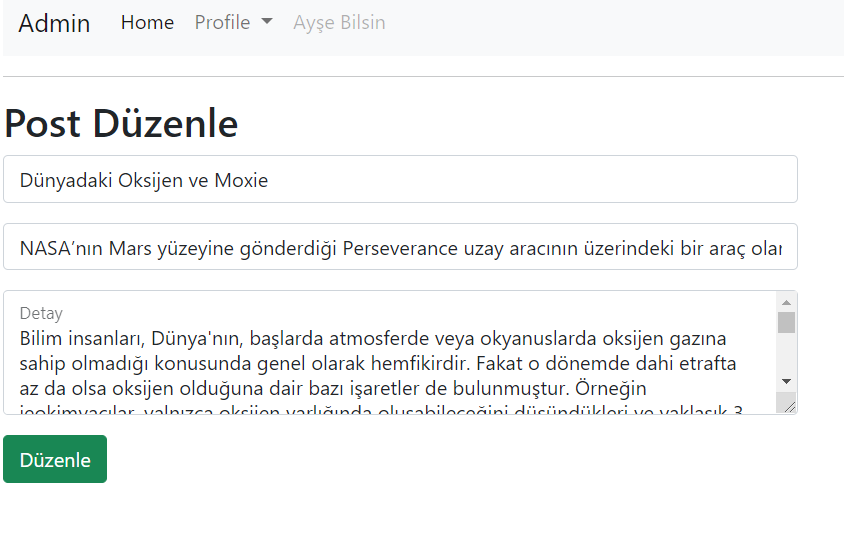 Admin Home Profile Ayşe Bilsin
Post Düzenle
Dünyadaki Oksijen ve Moxie
NASA’nın Mars yüzeyine gönderdiği Perseverance uzay aracının üzerindeki bir araç olar
Detay
Bilim insanları, Dünya'nın, başlarda atmosferde veya okyanuslarda oksijen gazına
sahip olmadığı konusunda genel olarak hemfikirdir. Fakat o dönemde dahi etrafta
az da olsa oksijen olduğuna dair bazı işaretler de bulunmuştur. Örneğin
jeokimyacılar, yalnızca oksijen varlığında oluşabileceğini düşündükleri ve yaklaşık 3
Düzenle